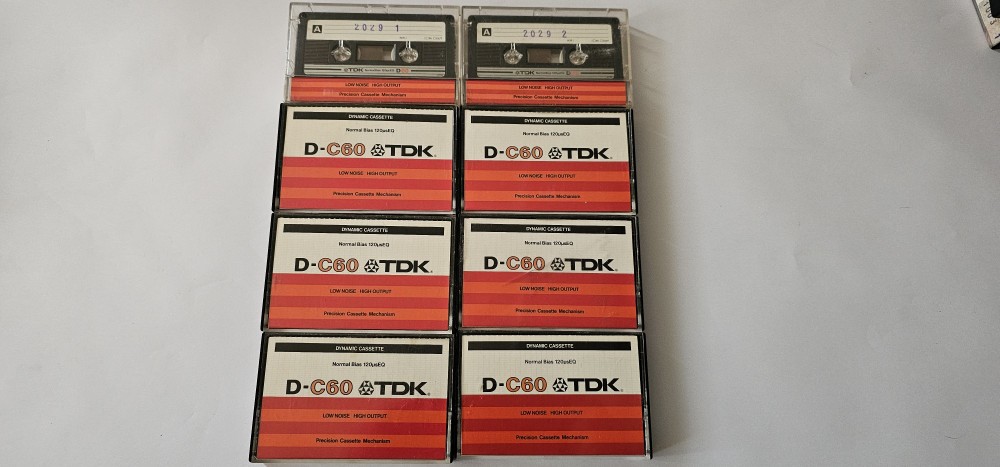 A 2029 1
TDK
LOW NOISE HIGH OUTPUT
Precision Cassette Mechanism
A 2029 2
TDK
LOW NOISE HIGH OUTPUT
Precision Cassette Mechanism
DYNAMIC CASSETTE
Normal Bias 120µsEQ
D-C60 TDK
LOW NOISE HIGH OUTPUT
Precision Cassette Mechanism
DYNAMIC CASSETTE
Normal Bias 120µsEQ
D-C60 TDK
LOW NOISE HIGH OUTPUT
Precision Cassette Mechanism
DYNAMIC CASSETTE
Normal Bias 120µsEQ
D-C60 TDK
LOW NOISE HIGH OUTPUT
Precision Cassette Mechanism
DYNAMIC CASSETTE
Normal Bias 120µsEQ
D-C60 TDK
LOW NOISE HIGH OUTPUT
Precision Cassette Mechanism
DYNAMIC CASSETTE
Normal Bias 120µsEQ
D-C60 TDK
LOW NOISE HIGH OUTPUT
Precision Cassette Mechanism
DYNAMIC CASSETTE
Normal Bias 120µsEQ
D-C60 TDK
LOW NOISE HIGH OUTPUT
Precision Cassette Mechanism